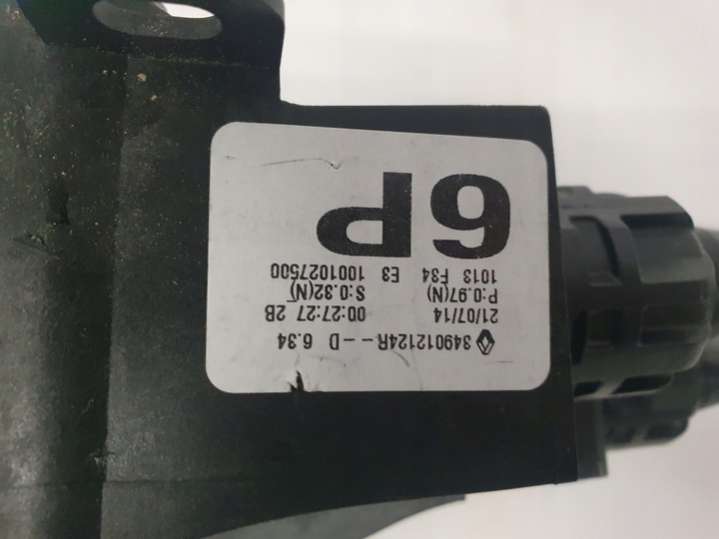 349012124R--D 6.34
21/07/14 00:27:27 2B
P:0.97(N) S:0.32(N)
1013 F34 E3 1001027500
6P